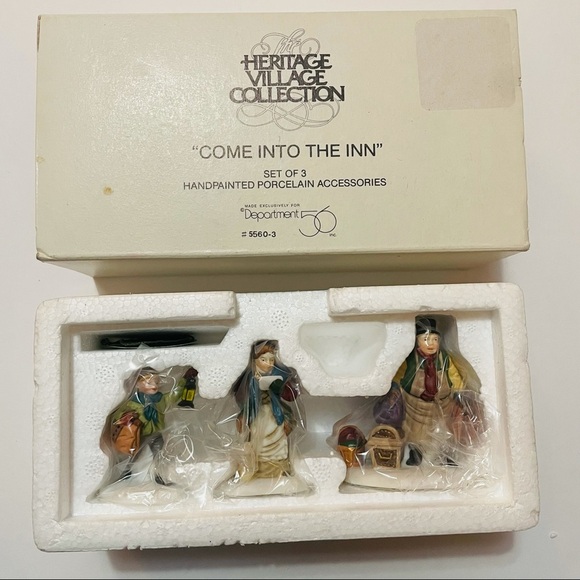 The
HERITAGE
VILLAGE
COLLECTION
"COME INTO THE INN"
SET OF 3
HANDPAINTED PORCELAIN ACCESSORIES
MADE EXCLUSIVELY FOR
©Department 56 INC.
#5560-3